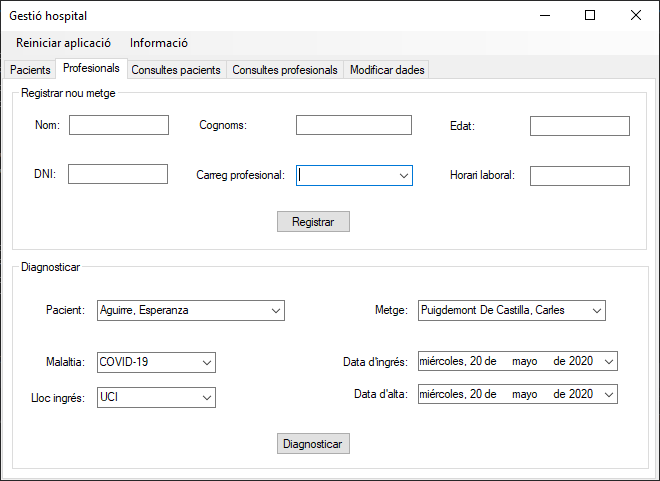 Gestió hospital
Reiniciar aplicació Informació
Pacients Profesionals Consultes pacients Consultes profesionals Modificar dades
Registrar nou metge
Nom: Cognoms: Edat:
DNI: Carreg profesional: Horari laboral:
Registrar
Diagnosticar
Pacient: Aguirre, Esperanza Metge: Puigdemont De Castilla, Carles
Malaltia: COVID-19 Data d'ingrés: miércoles, 20 de mayo de 2020
Lloc ingrés: UCI Data d'alta: miércoles, 20 de mayo de 2020
Diagnosticar